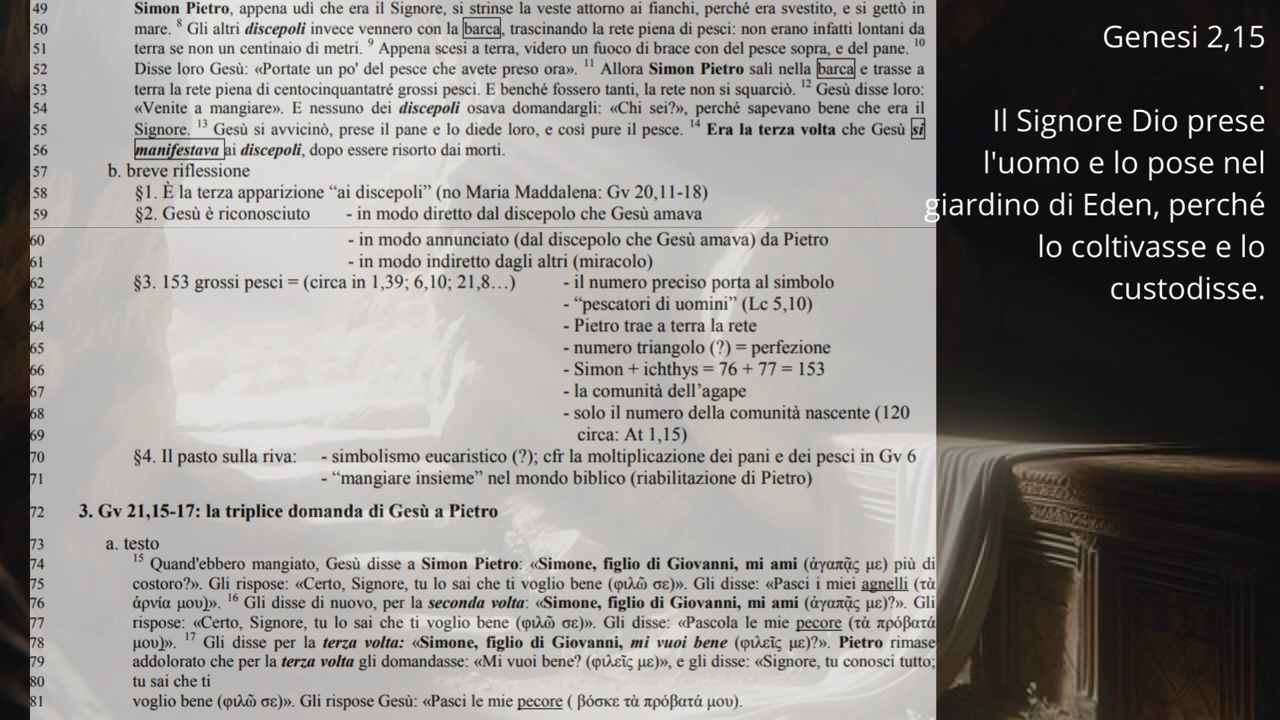 49 Simon Pietro, appena udì che era il Signore, si strinse la veste attorno ai fianchi, perché era svestito, e si gettò in
50 mare. 8 Gli altri discepoli invece vennero con la barca, trascinando la rete piena di pesci: non erano infatti lontani da
51 terra se non un centinaio di metri. 9 Appena scesi a terra, videro un fuoco di brace con del pesce sopra, e del pane. 10
52 Disse loro Gesù: «Portate un po' del pesce che avete preso ora». 11 Allora Simon Pietro salì nella barca e trasse a
53 terra la rete piena di centocinquantatré grossi pesci. E benché fossero tanti, la rete non si squarciò. 12 Gesù disse loro:
54 «Venite a mangiare». E nessuno dei discepoli osava domandargli: «Chi sei?», perché sapevano bene che era il
55 Signore. 13 Gesù si avvicinò, prese il pane e lo diede loro, e così pure il pesce. 14 Era la terza volta che Gesù si
56 manifestava ai discepoli, dopo essere risorto dai morti.
57 b. breve riflessione
58 §1. È la terza apparizione “ai discepoli” (no Maria Maddalena: Gv 20,11-18)
59 §2. Gesù è riconosciuto - in modo diretto dal discepolo che Gesù amava
60 - in modo annunciato (dal discepolo che Gesù amava) da Pietro
61 - in modo indiretto dagli altri (miracolo)
62 §3. 153 grossi pesci = (circa in 1,39; 6,10; 21,8…) - il numero preciso porta al simbolo
63 - “pescatori di uomini” (Lc 5,10)
64 - Pietro trae a terra la rete
65 - numero triangolo (?) = perfezione
66 - Simon + ichthys = 76 + 77 = 153
67 - la comunità dell’agape
68 - solo il numero della comunità nascente (120
69 circa: At 1,15)
70 §4. Il pasto sulla riva: - simbolismo eucaristico (?); cfr la moltiplicazione dei pani e dei pesci in Gv 6
71 - “mangiare insieme” nel mondo biblico (riabilitazione di Pietro)
72 3. Gv 21,15-17: la triplice domanda di Gesù a Pietro
73 a. testo
74 15 Quand'ebbero mangiato, Gesù disse a Simon Pietro: «Simone, figlio di Giovanni, mi ami (ἀγαπᾷς με) più di
75 costoro?». Gli rispose: «Certo, Signore, tu lo sai che ti voglio bene (φιλῶ σε)». Gli disse: «Pasci i miei agnelli (τὰ
76 ἀρνία μου)». 16 Gli disse di nuovo, per la seconda volta: «Simone, figlio di Giovanni, mi ami (ἀγαπᾷς με)?». Gli
77 rispose: «Certo, Signore, tu lo sai che ti voglio bene (φιλῶ σε)». Gli disse: «Pascola le mie pecore (τὰ πρόβατά
78 μου)». 17 Gli disse per la terza volta: «Simone, figlio di Giovanni, mi vuoi bene (φιλεῖς με)?». Pietro rimase
79 addolorato che per la terza volta gli domandasse: «Mi vuoi bene? (φιλεῖς με)», e gli disse: «Signore, tu conosci tutto;
80 tu sai che ti
81 voglio bene (φιλῶ σε)». Gli rispose Gesù: «Pasci le mie pecore ( βόσκε τὰ πρόβατά μου).
Genesi 2,15
.
Il Signore Dio prese
l'uomo e lo pose nel
giardino di Eden, perché
lo coltivasse e lo
custodisse.